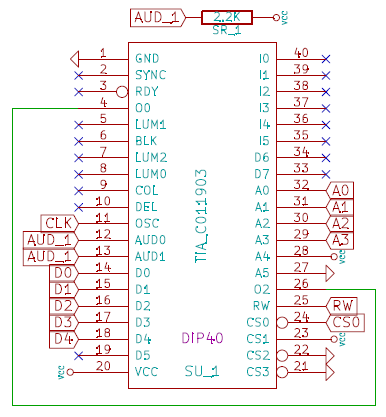 AUD_1 2.2K vcc
SR_1
1 GND I0 40
2 SYNC I1 39
3 RDY I2 38
4 O0 I3 37
5 LUM1 I4 36
6 BLK I5 35
7 LUM2 D6 34
8 LUM0 D7 33
9 COL A0 32 A0
10 DEL A1 31 A1
CLK 11 OSC A2 30 A2
AUD_1 12 AUD0 A3 29 A3
AUD_1 13 AUD1 A4 28 vcc
D0 14 D0 A5 27
D1 15 D1 O2 26
D2 16 D2 RW 25 RW
D3 17 D3 CS0 24 CS0
D4 18 D4 DIP40 CS1 23 vcc
19 D5 CS2 22
vcc 20 VCC SU_1 CS3 21
TIA_C011903